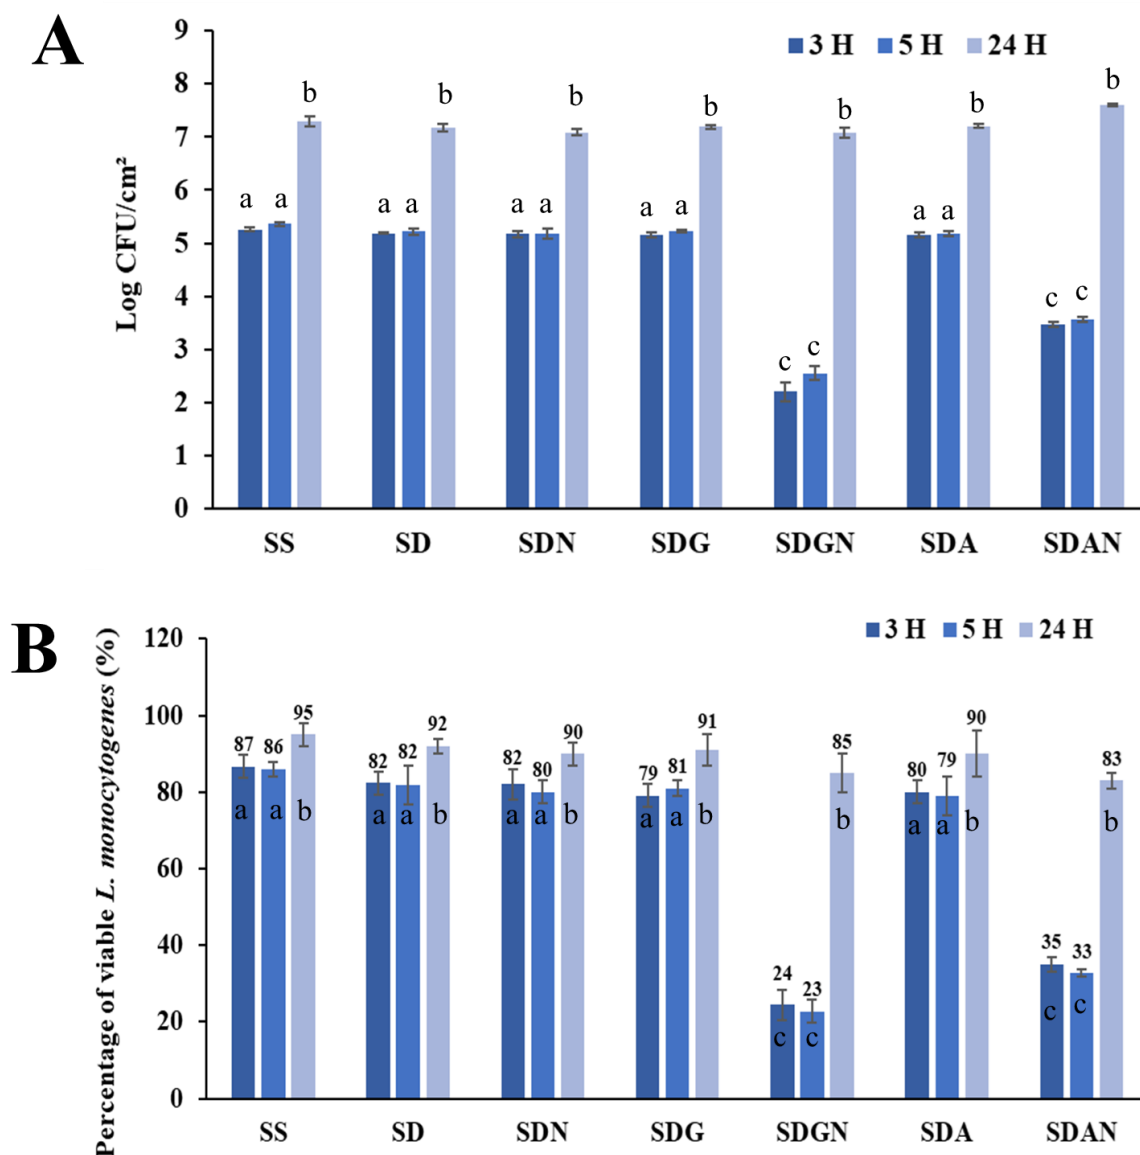 A
9
8
7
6
5
4
3
2
1
0
Log CFU/cm²
3 H 5 H 24 H
a a b
a a b
a a b
a a b
c c b
a a b
c c b
SS SD SDN SDG SDGN SDA SDAN
B
120
100
80
60
40
20
0
Percentage of viable L. monocytogenes (%)
3 H 5 H 24 H
87 86 95
a a b
82 82 92
a a b
82 80 90
a a b
79 81 91
a a b
24 23 85
c c b
80 79 90
a a b
35 33 83
c c b
SS SD SDN SDG SDGN SDA SDAN